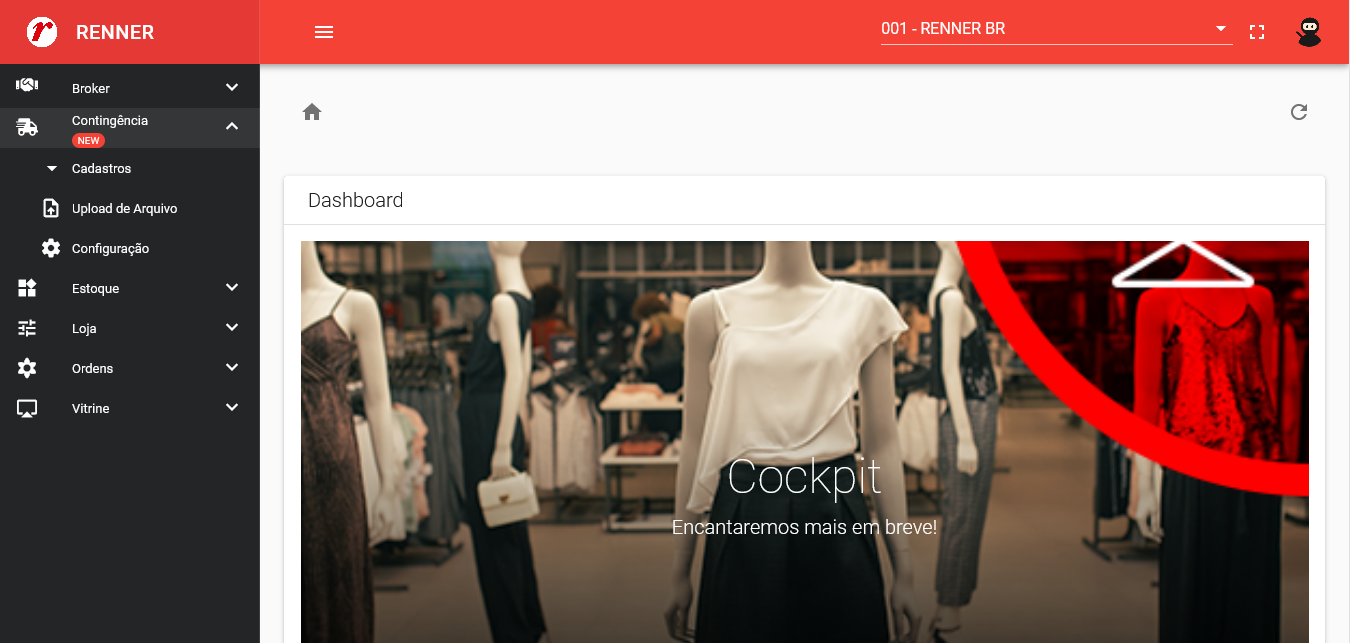 RENNER
001 - RENNER BR
Broker
Contingência
NEW
Cadastros
Upload de Arquivo
Configuração
Estoque
Loja
Ordens
Vitrine
Dashboard
Cockpit
Encantaremos mais em breve!